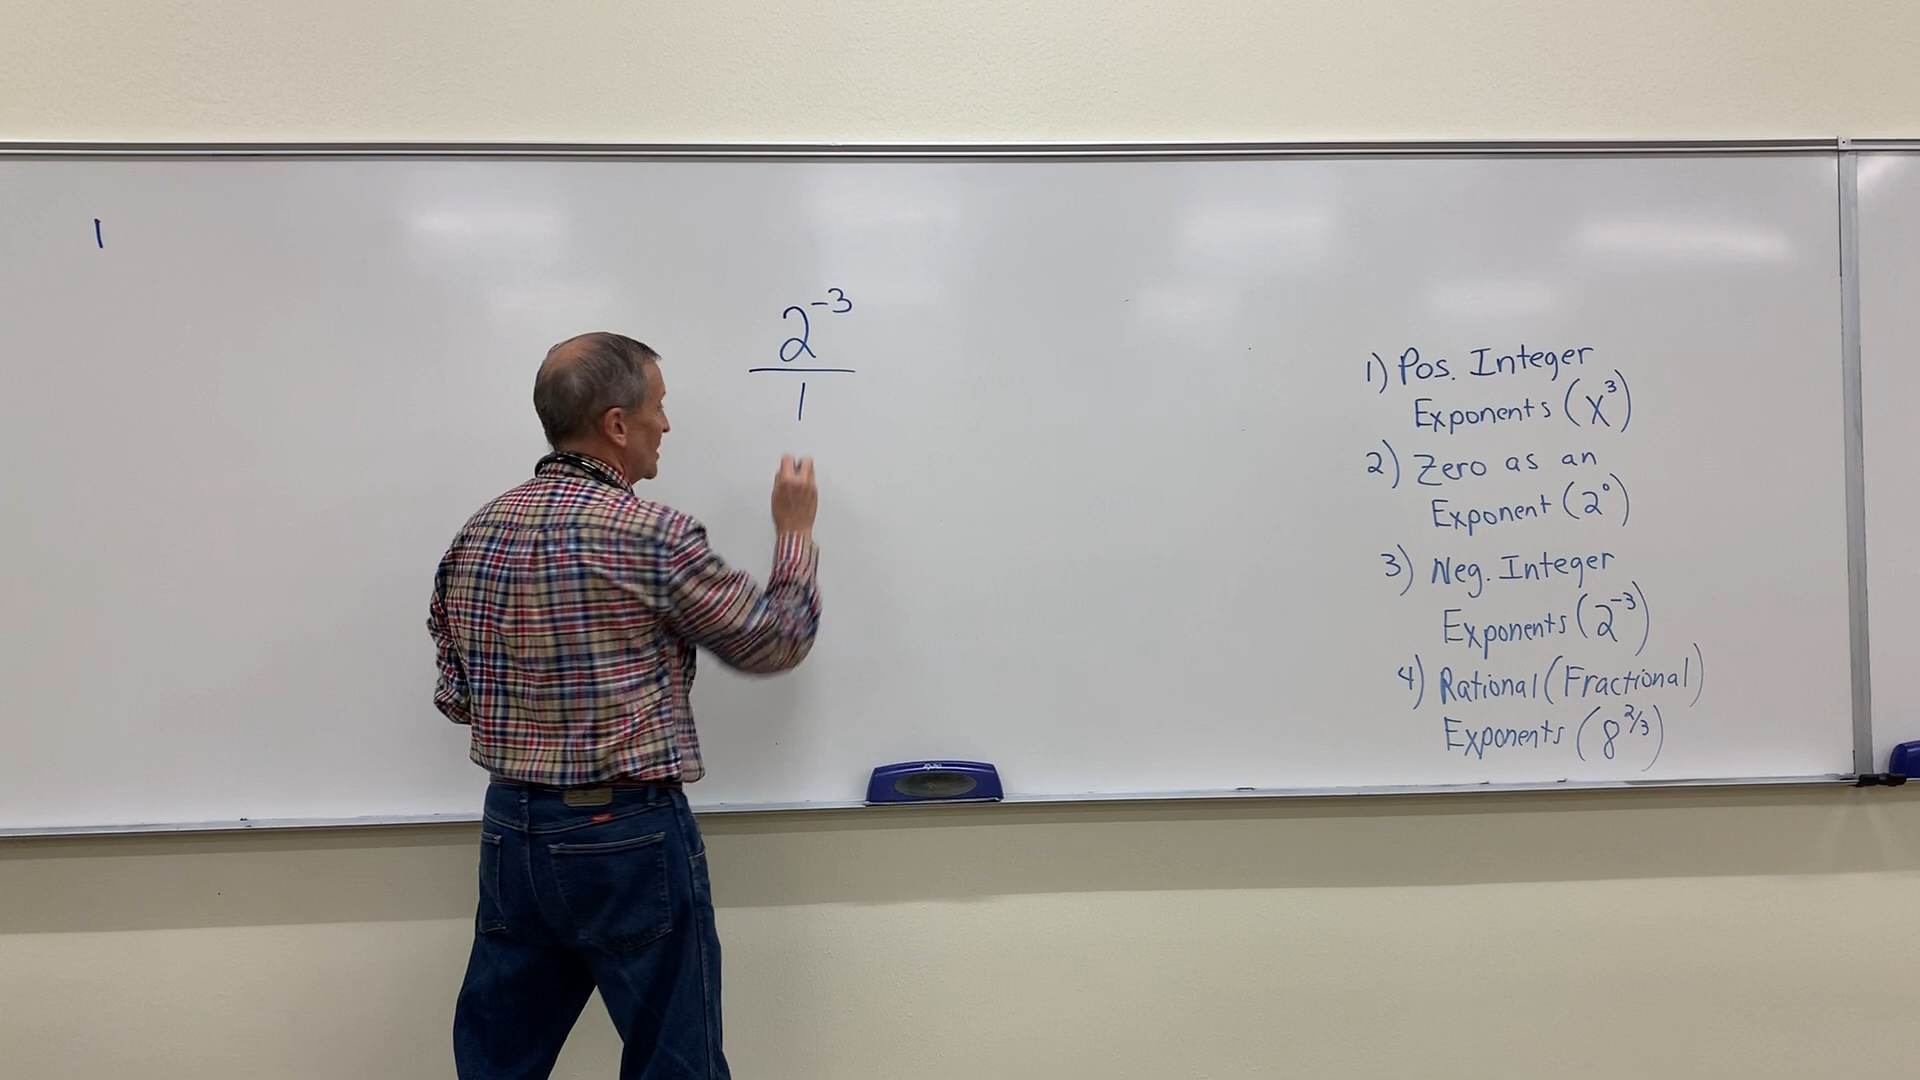 1
2⁻³
1
1) Pos. Integer
Exponents (x³)
2) Zero as an
Exponent (2⁰)
3) Neg. Integer
Exponents (2⁻³)
4) Rational (Fractional)
Exponents (8^2/3)